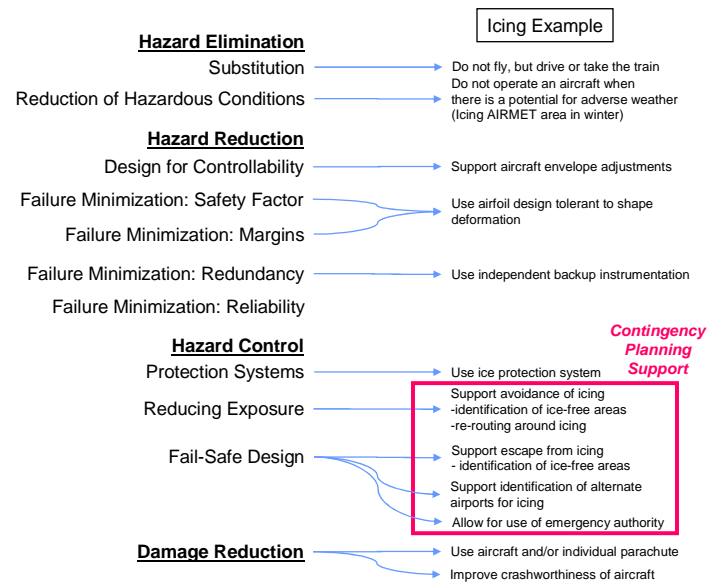 Icing Example
Hazard Elimination
Substitution
Do not fly, but drive or take the train
Reduction of Hazardous Conditions
Do not operate an aircraft when
there is a potential for adverse weather
(Icing AIRMET area in winter)
Hazard Reduction
Design for Controllability
Support aircraft envelope adjustments
Failure Minimization: Safety Factor
Use airfoil design tolerant to shape
deformation
Failure Minimization: Margins
Failure Minimization: Redundancy
Use independent backup instrumentation
Failure Minimization: Reliability
Contingency
Planning
Support
Hazard Control
Protection Systems
Use ice protection system
Reducing Exposure
Support avoidance of icing
-identification of ice-free areas
-re-routing around icing
Fail-Safe Design
Support escape from icing
- identification of ice-free areas
Support identification of alternate
airports for icing
Allow for use of emergency authority
Damage Reduction
Use aircraft and/or individual parachute
Improve crashworthiness of aircraft